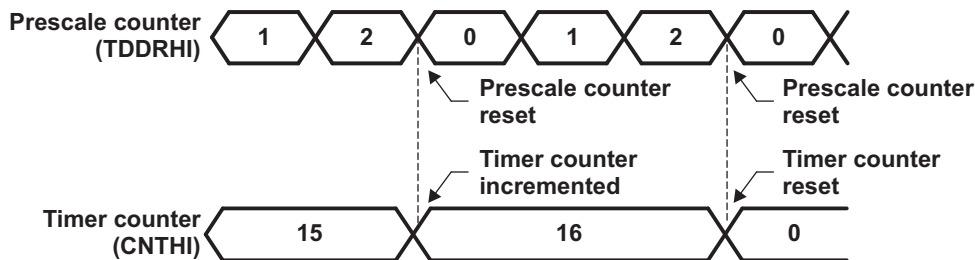 Prescale counter
(TDDRHI)
1 2 0 1 2 0
Prescale counter
reset
Prescale counter
reset
Timer counter
incremented
Timer counter
reset
Timer counter
(CNTHI)
15 16 0